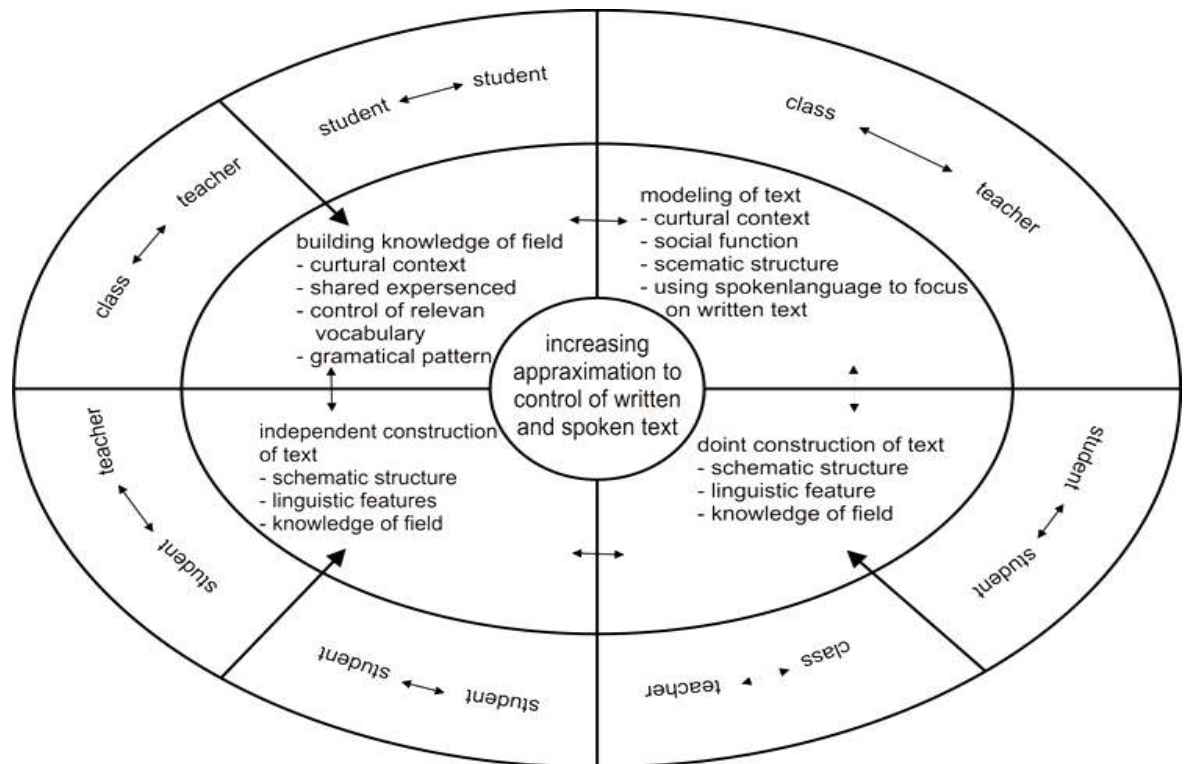 student ↔ student
class ↔ teacher
class ↔ teacher
building knowledge of field
- curtural context
- shared expersenced
- control of relevan
vocabulary
- gramatical pattern
modeling of text
- curtural context
- social function
- scematic structure
- using spokenlanguage to focus
on written text
increasing
appraximation to
control of written
and spoken text
independent construction
of text
- schematic structure
- linguistic features
- knowledge of field
doint construction of text
- schematic structure
- linguistic feature
- knowledge of field
teacher ↔ student
student ↔ student
student ↔ student
class ↔ teacher